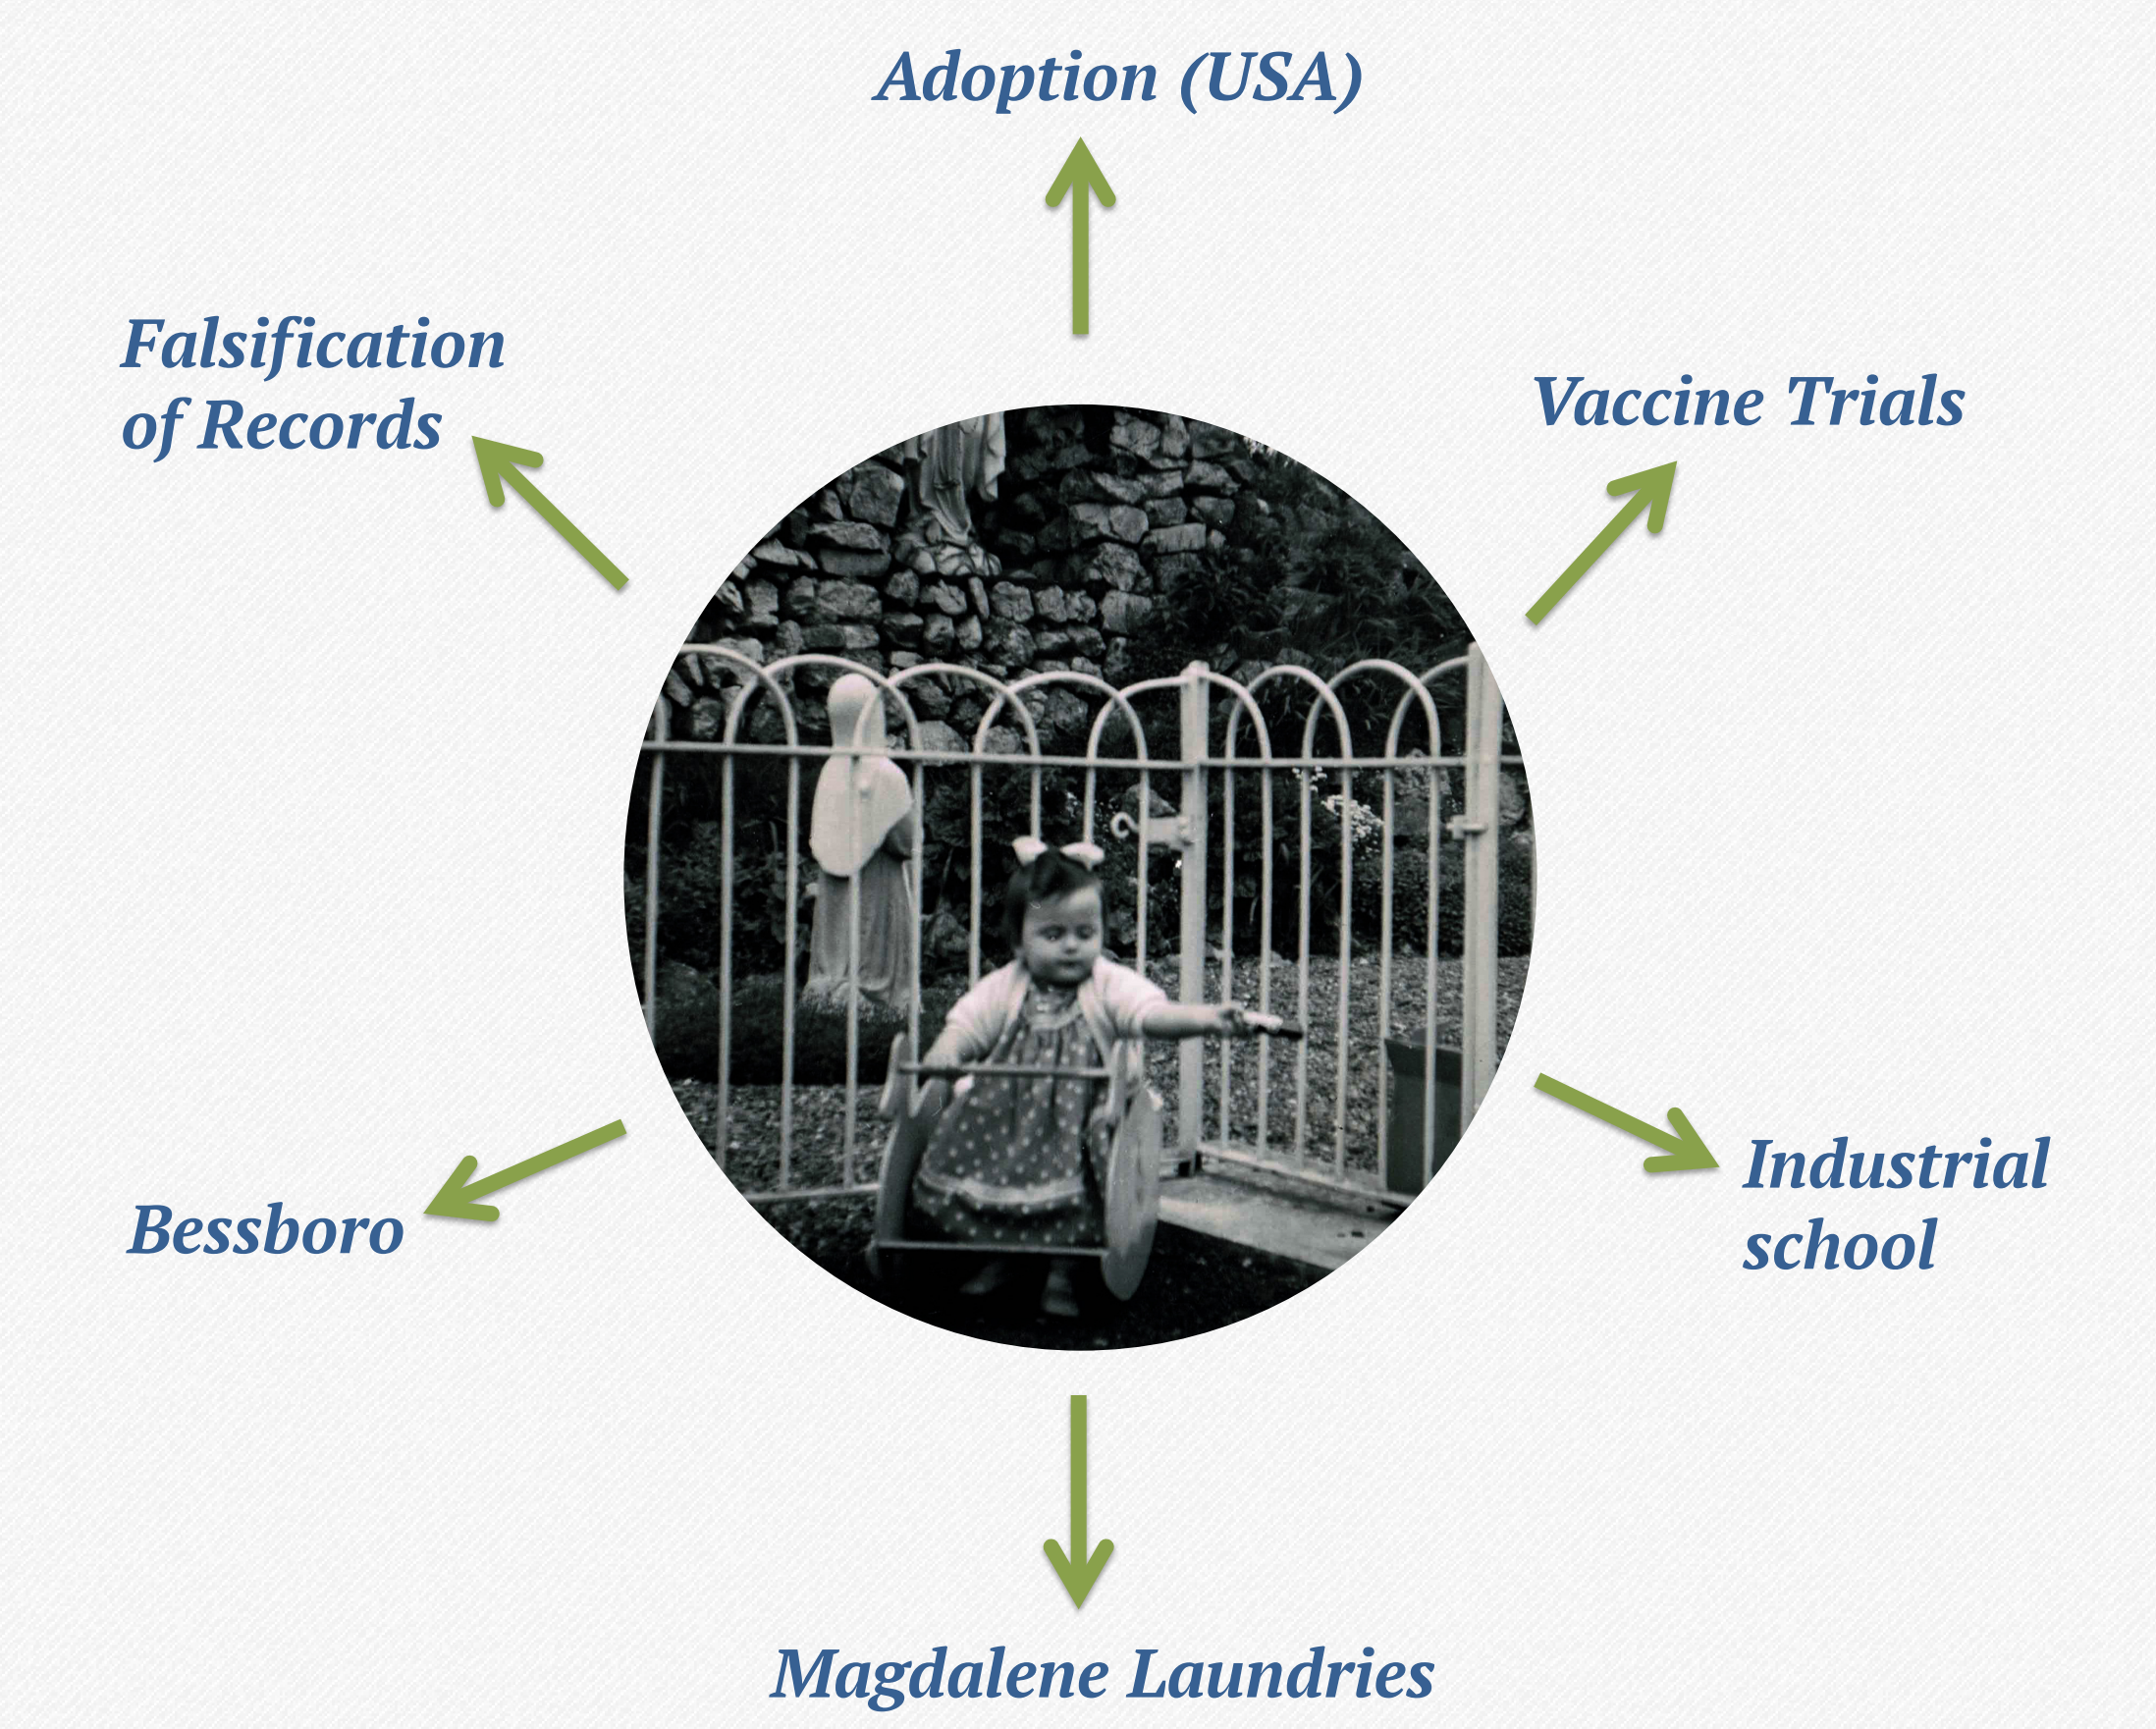 Adoption (USA)
Falsification
of Records
Vaccine Trials
Industrial
school
Bessboro
Magdalene Laundries